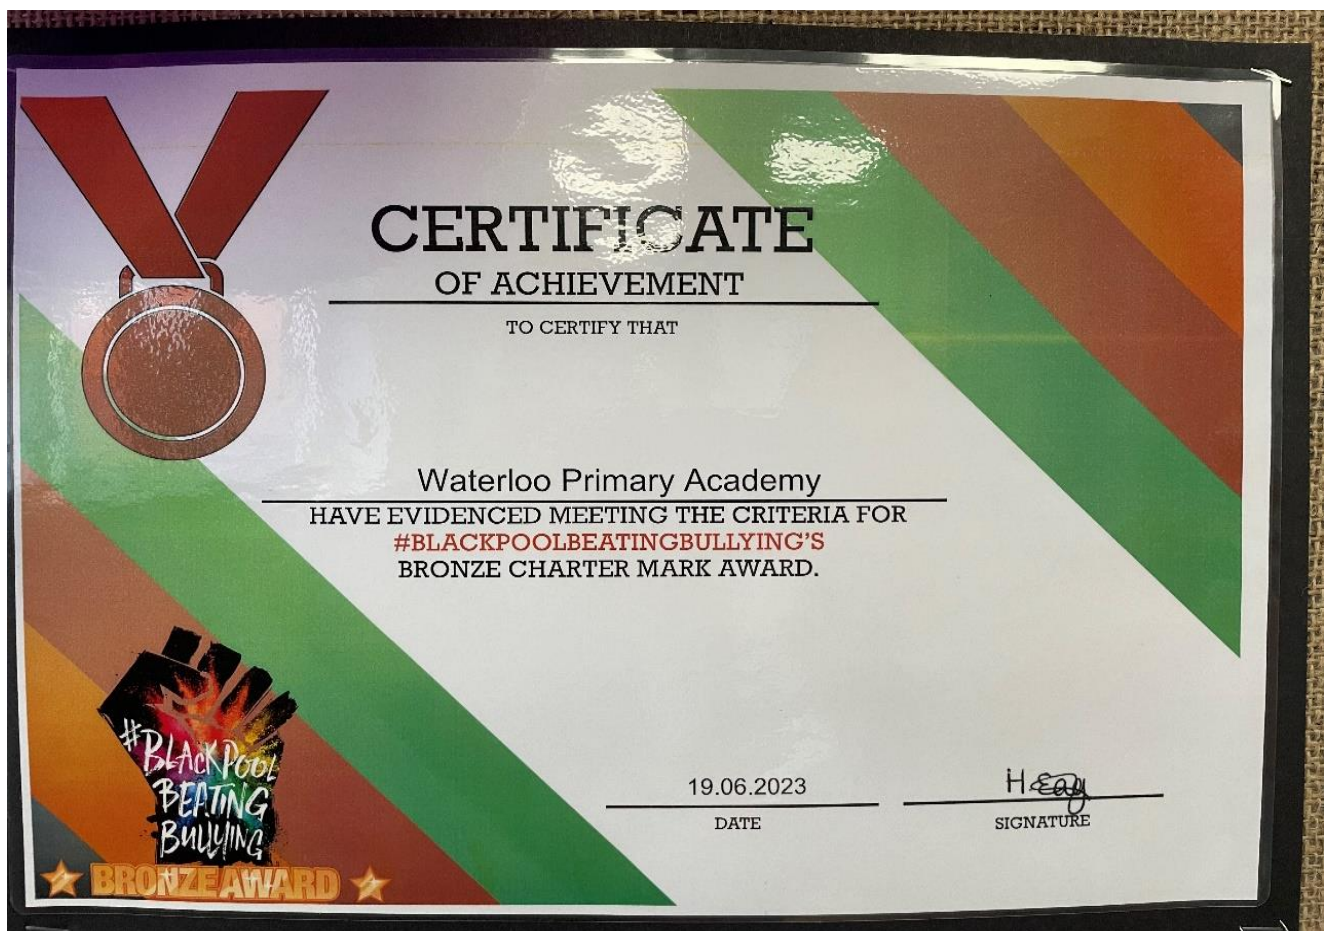 CERTIFICATE
OF ACHIEVEMENT
TO CERTIFY THAT
Waterloo Primary Academy
HAVE EVIDENCED MEETING THE CRITERIA FOR
#BLACKPOOLBEATINGBULLYING'S
BRONZE CHARTER MARK AWARD.
#BLACKPOOL
BEATING
BULLYING
BRONZE AWARD
19.06.2023
DATE
H.
SIGNATURE